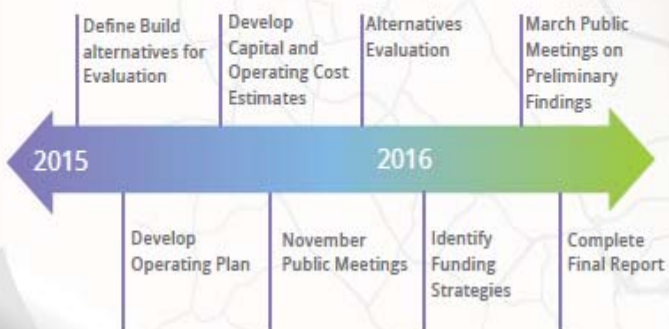 Define Build
alternatives for
Evaluation
Develop
Capital and
Operating Cost
Estimates
Alternatives
Evaluation
March Public
Meetings on
Preliminary
Findings
2015
2016
Develop
Operating Plan
November
Public Meetings
Identify
Funding
Strategies
Complete
Final Report